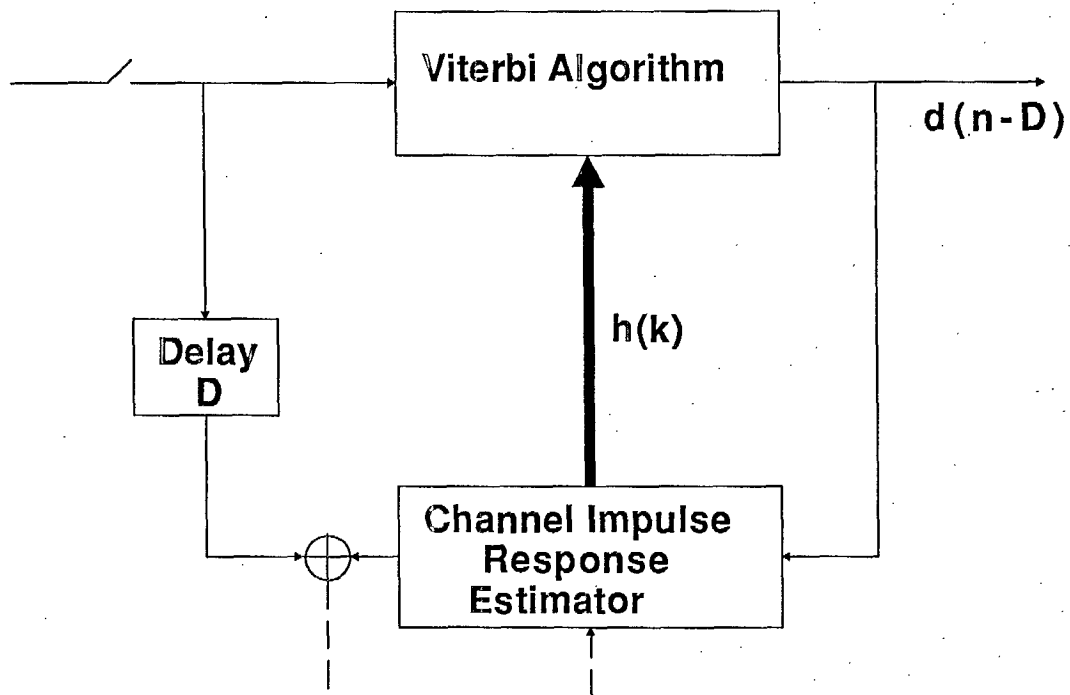 Viterbi Algorithm
d(n-D)
h(k)
Delay
D
Channel Impulse
Response
Estimator